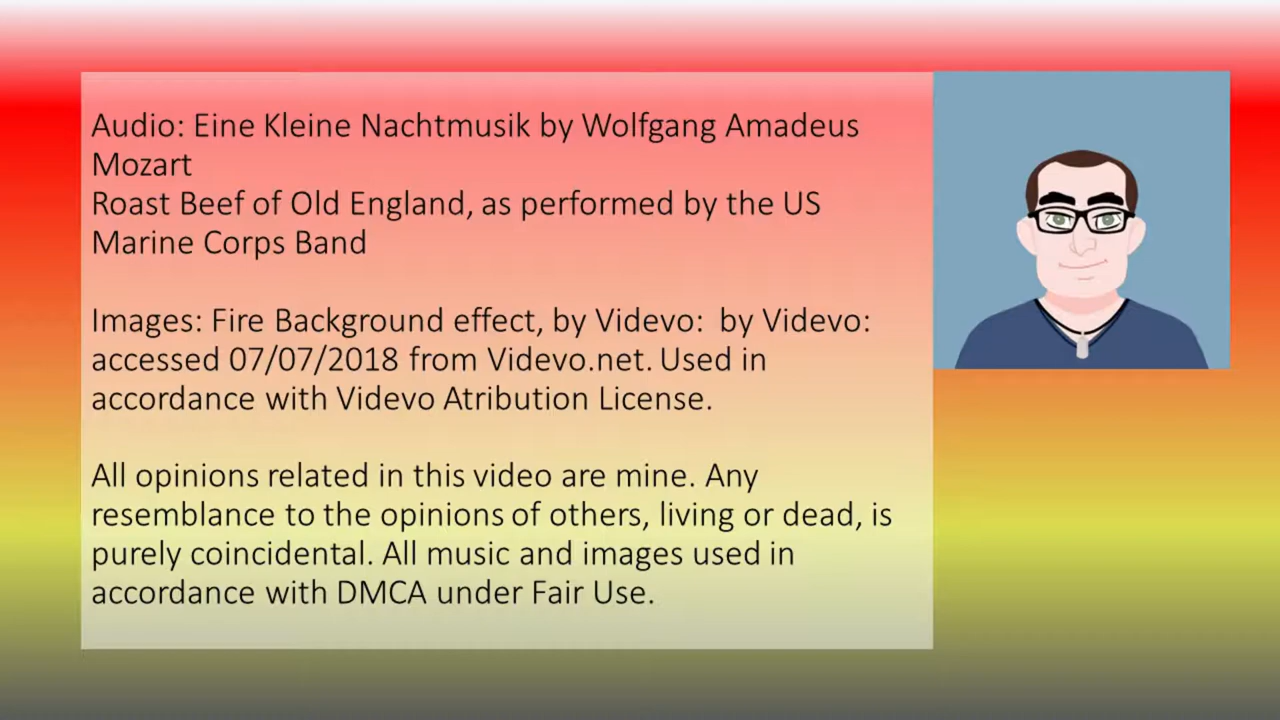 Audio: Eine Kleine Nachtmusik by Wolfgang Amadeus
Mozart
Roast Beef of Old England, as performed by the US
Marine Corps Band
Images: Fire Background effect, by Videvo:  by Videvo:
accessed 07/07/2018 from Videvo.net. Used in
accordance with Videvo Atribution License.
All opinions related in this video are mine. Any
resemblance to the opinions of others, living or dead, is
purely coincidental. All music and images used in
accordance with DMCA under Fair Use.